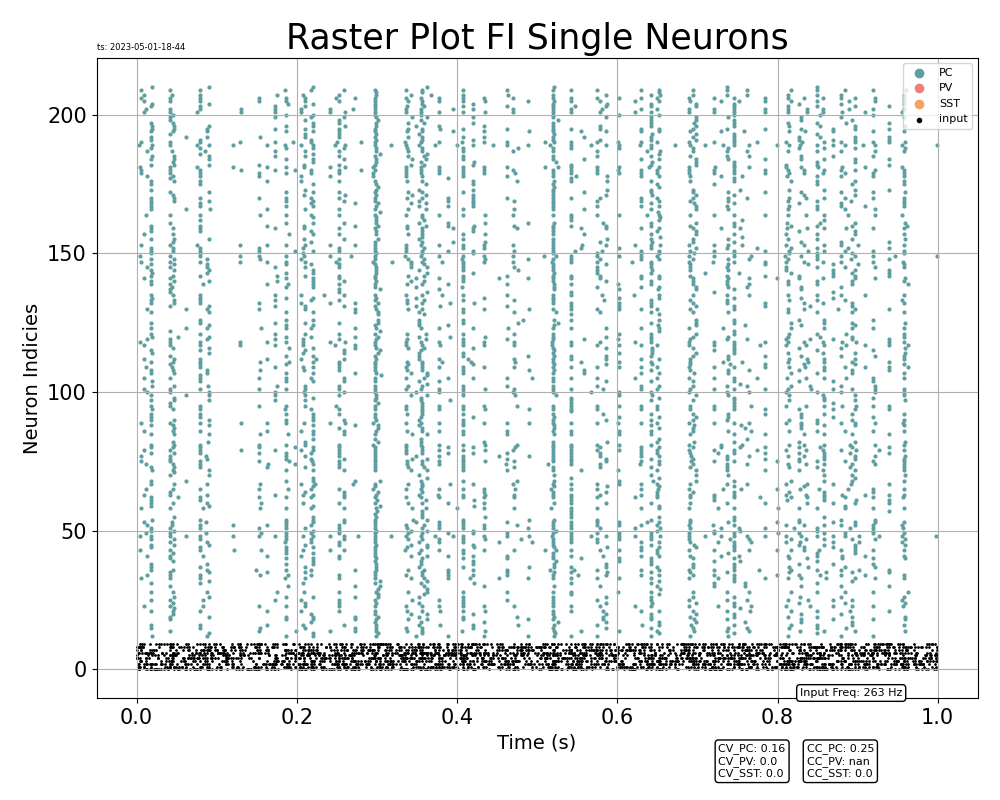 Raster Plot FI Single Neurons
ts: 2023-05-01-18-44
PC
PV
SST
input
200
150
100
50
0
Neuron Indicies
0.0 0.2 0.4 0.6 0.8 1.0
Time (s)
Input Freq: 263 Hz
CV_PC: 0.16
CV_PV: 0.0
CV_SST: 0.0
CC_PC: 0.25
CC_PV: nan
CC_SST: 0.0